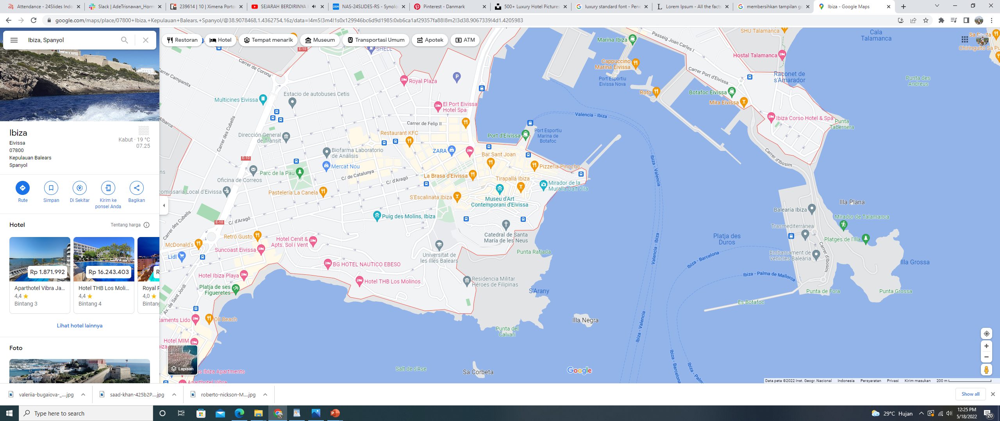 Attendance - 24Slides Indo
Slack | AdeTrisnawan_Horm
239614 | 10 | Ximena Porto
SEJARAH BERDIRINYA
NAS-24SLIDES-RS - Synolo
Pinterest - Danmark
500+ Luxury Hotel Pictures
luxury standard font - Pene
Lorem Ipsum - All the facts
membersihkan tampilan go
Ibiza - Google Maps
google.com/maps/place/07800+Ibiza,+Kepulauan+Balears,+Spanyol/@38.9078468,1.4362754,16z/data=!4m5!3m4!1s0x129946bc6d9d1985:0xb6ca1af29357fa88!8m2!3d38.9067339!4d1.4205983
Ibiza, Spanyol
Restoran
Hotel
Tempat menarik
Museum
Transportasi Umum
Apotek
ATM
Ibiza
Kabut · 19 °C
07.25
Eivissa
07800
Kepulauan Balears
Spanyol
Rute
Simpan
Di Sekitar
Kirim ke
ponsel Anda
Bagikan
Hotel
Tentang harga
Rp 1.871.992
Rp 16.243.403
R
Aparthotel Vibra Ja...
Hotel THB Los Moli...
Royal P
4,4
4,4
4,0
Bintang 3
Bintang 4
Bintang
Lihat hotel lainnya
Foto
E-10
SHELL
Carrer de Corona
Carrer Campanitx
Royal Plaza
P
Estacio de autobuses Cetis
Multicines Eivissa
El Port Eivissa
Hotel Spa
Albarca
Carrer des Cubells
Carrer de Felip II
Dirección General
de Trànsit
Restaurant KFC
Biofarma Laboratorio
de Análisis
ZARA
E-10
Mercat Nou
Parc de la Pau
C/ de Catalunya
C/ d'Aragó
Oficina de Correos
comissaria Local d'Eivissa
Pastelería La Canela
La Brasa d'Eivissa
Bar Sant Joan
Port d'Eivissa
Port Esportiu
Marina de
Botafoc
Pizzeria Pinocho
Tirapallá Ibiza
Mirador de la
Muralla Dalt Vila
S'Escalinata Ibiza
Museu d'Art
Contemporani d'Eivissa
Puig des Molins, Ibiza
E-10
C/ d'Aragó
Carrer des Cubells
Catedral de Santa
María de les Neus
Retró Gusto
McDonald's
Hotel Cenit &
Apts. Sol i Vent
Suncoast Eivissa
Lidl
Universitat de
les Illes Balears
Punta Ratjada
BG HOTEL NAUTICO EBESO
Hotel Ibiza Playa
Hotel THB Los Molinos
Residencia Militar
Héroes de Filipinas
Platja de ses
Figueretes
S'Arany
Av. de Sant Jordi
taments Lido
Oli Beach
Illa Negra
Punta del
Calvari
Hotel MIM
biza
Lapisan
is Ibiza Apartments
Aparthotel Vibra
Salt de s'Ase
Sa Corbeta
Google
SHU Talamanca
Cala
Talamanca
Marina Ibiza
Passeig Joan Carles I
Chiringuito Sa Pu
Hostal Talamanca
Cappuccino
Marina Eivissa
Carrer Port d'Eivissa
Raconet de
s'Amarador
Port Esportiu
Eivissa Nova
Punta des
Andreus
Roto
Botafoc Eivissa
Mira Eivissa
Valencia - Ibiza
Ibiza Corso Hotel & Spa
Punta
Tabernera
Carrer d'Ibosim
Ibiza - Valencia
Illa Plana
Balearía Ibiza
Mirador de Talamanca
Trasmediterránea
Platja des
Duros
Platges de l'Illa
Valencia - Ibiza
Ibiza - Barcelona
Embarcament de
Vehicles Balearia
Carrer d'Ibosim
Illa Grossa
Ibiza - Palma de Mallorca
Punta de Fora
Punta Grossa
Es Botafoc
Ibiza - Valencia
Ibiza - Barcelona
Ibiza - Palm
Data peta ©2022 Inst. Geogr. Nacional
Indonesia
Persyaratan
Privasi
Kirim masukan
200 m
valeriia-bugaiova-_....jpg
saad-khan-425b2P....jpg
roberto-nickson-M....jpg
Show all
Type here to search
29°C
Hujan
12:25 PM
5/18/2022
20